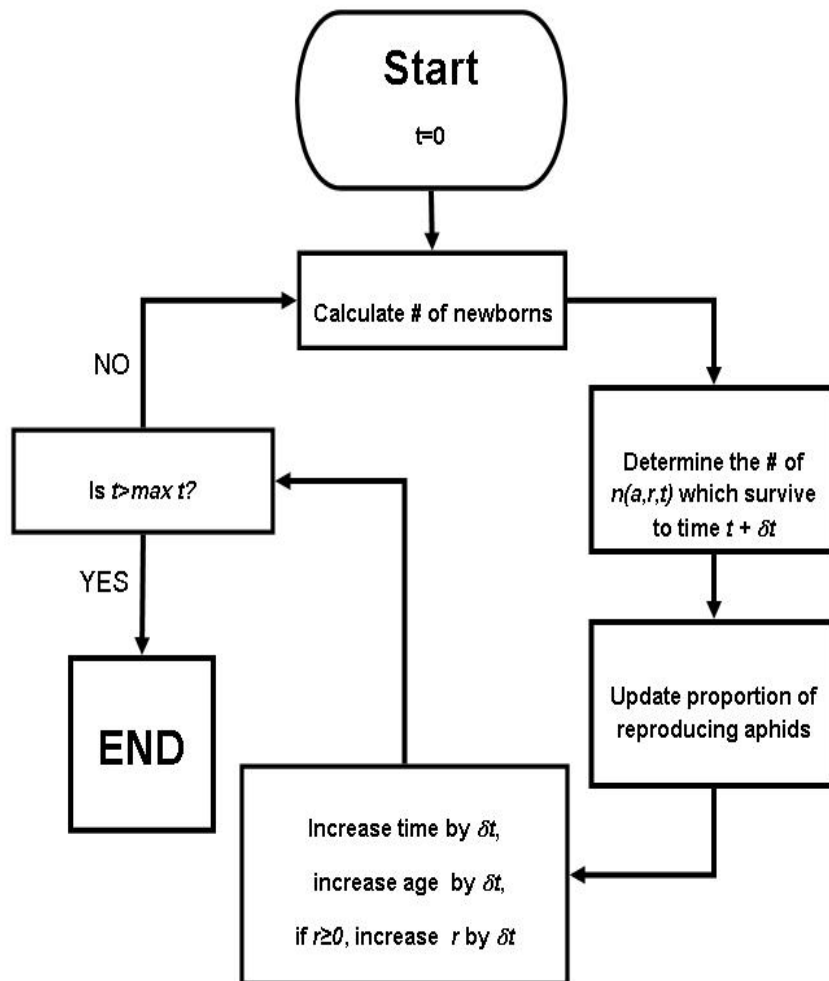 Start
t=0
Calculate # of newborns
NO
Determine the # of
n(a,r,t) which survive
to time t + δt
Is t>max t?
YES
Update proportion of
reproducing aphids
END
Increase time by δt,
increase age by δt,
if r≥0, increase r by δt